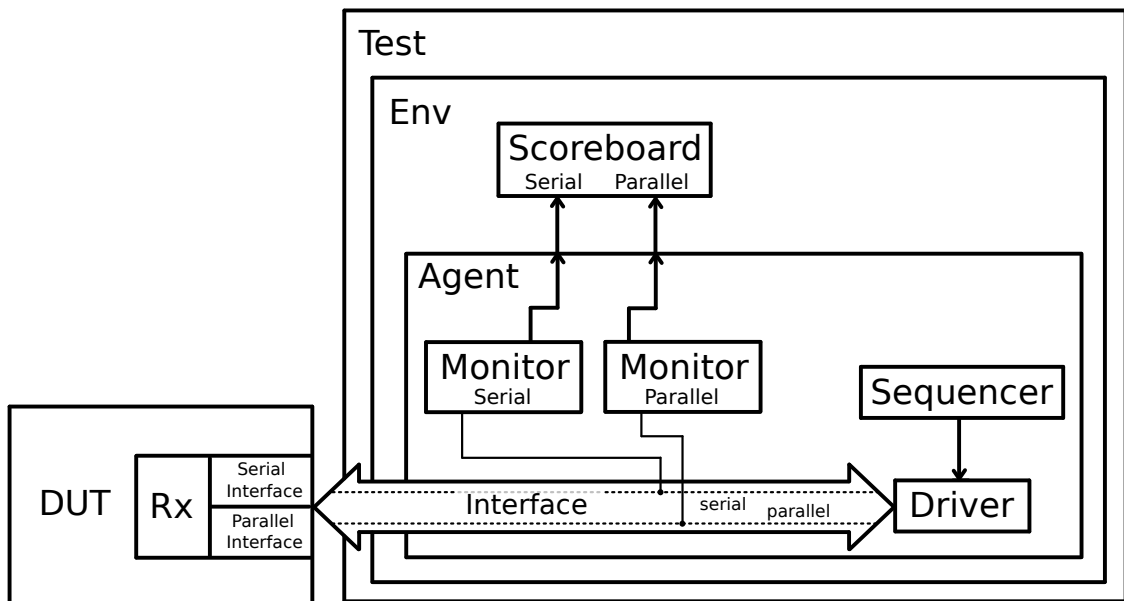 Test
Env
Scoreboard
Serial Parallel
Agent
Monitor
Serial
Monitor
Parallel
Sequencer
DUT
Rx
Serial
Interface
Parallel
Interface
Interface
serial
parallel
Driver